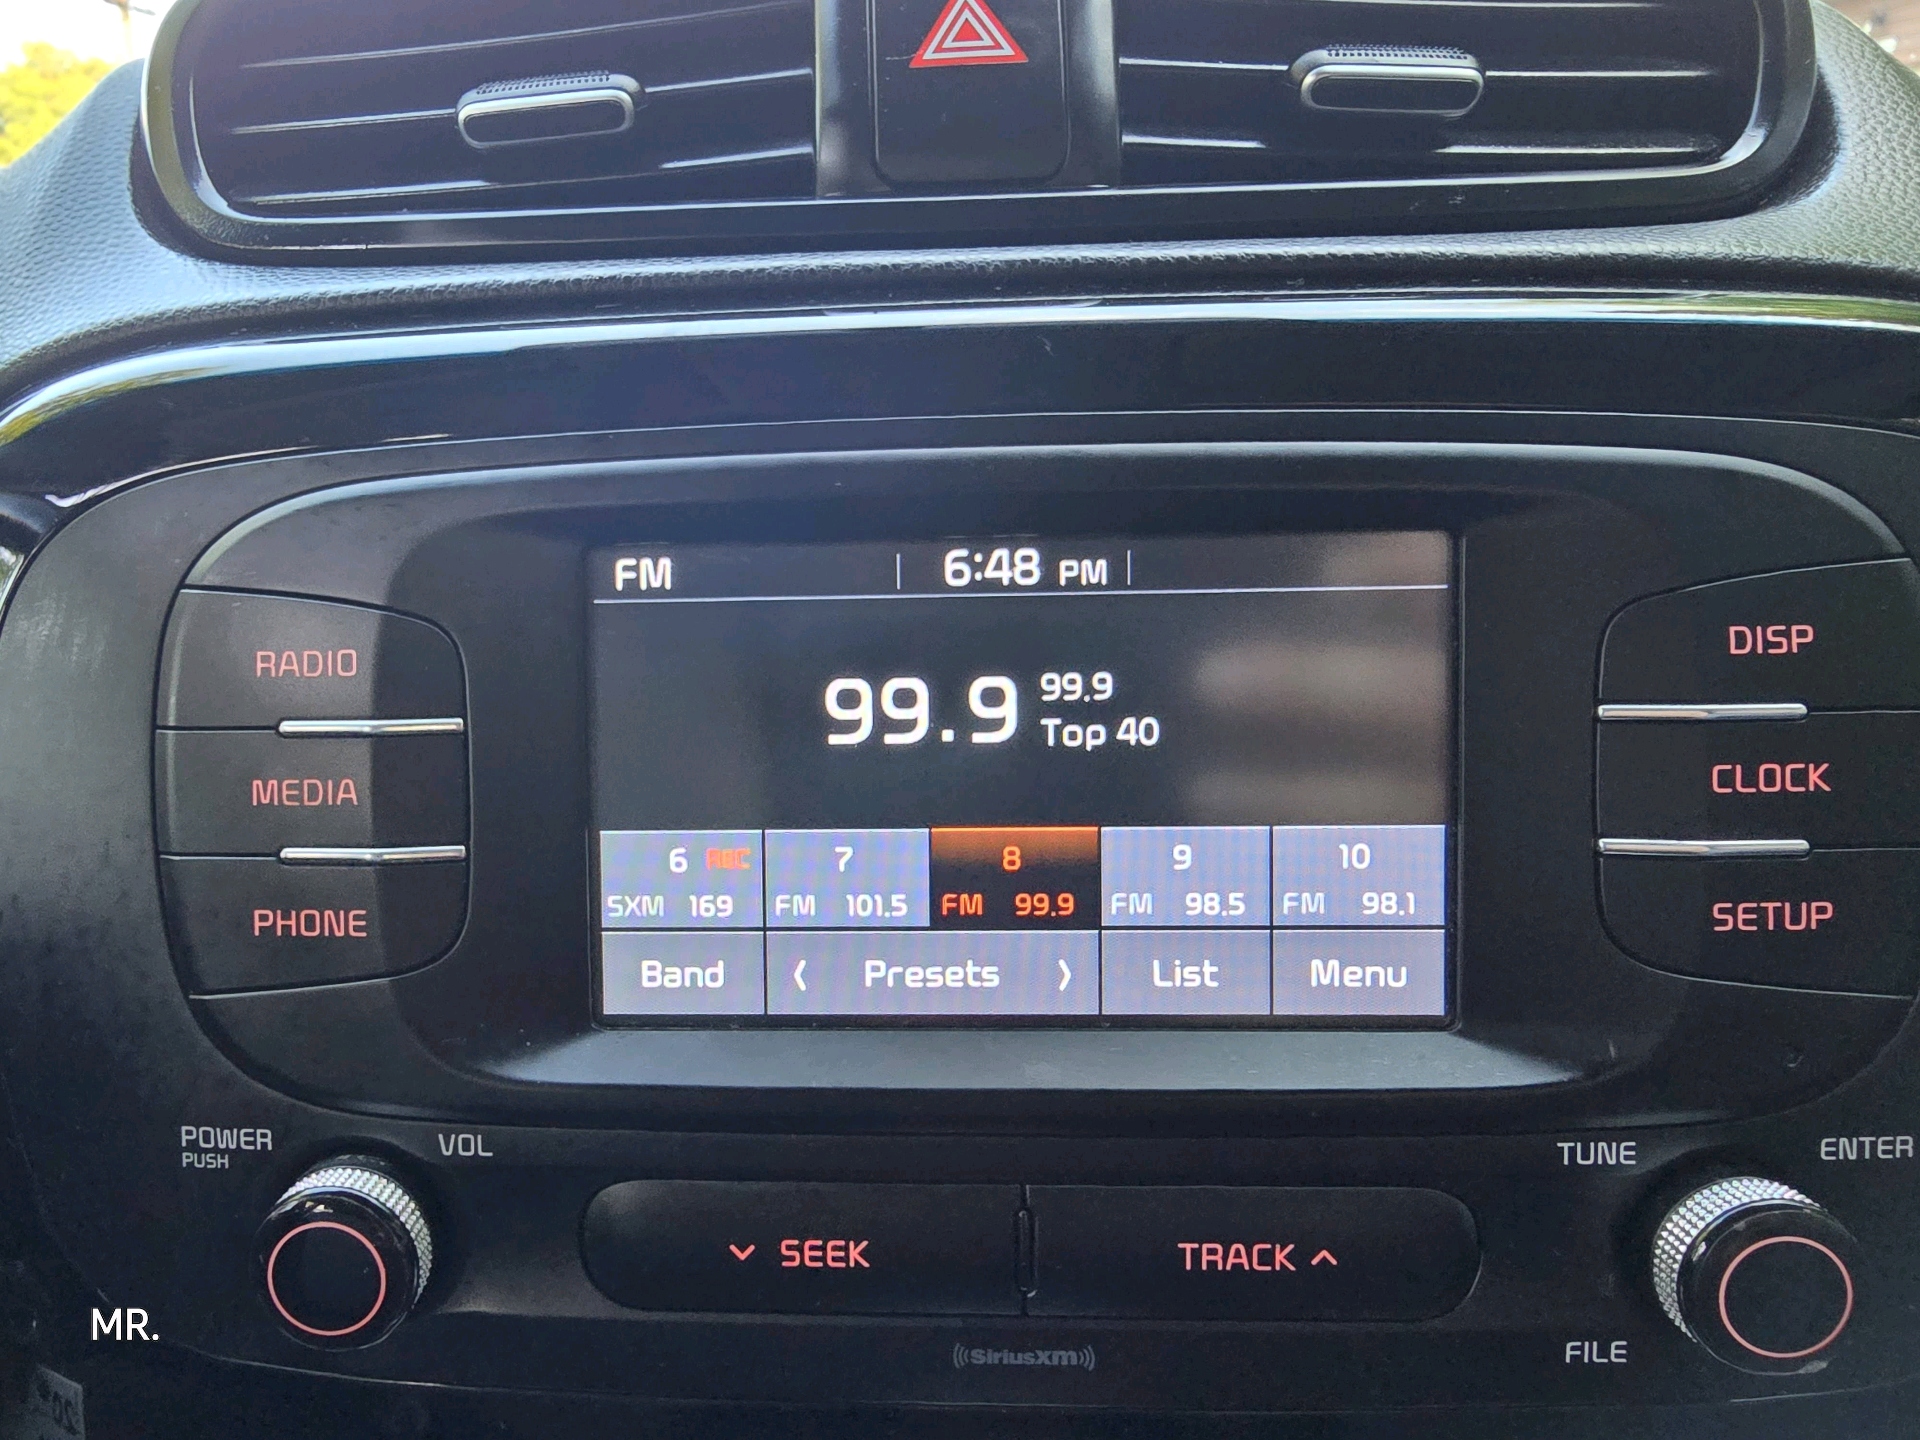 FM 6:48 PM
99.9 99.9
Top 40
6 7 8 9 10
SXM 169 FM 101.5 FM 99.9 FM 98.5 FM 98.1
Band Presets List Menu
RADIO
MEDIA
PHONE
DISP
CLOCK
SETUP
POWER VOL
PUSH
TUNE ENTER
SEEK TRACK
FILE
((SiriusXM))
MR.